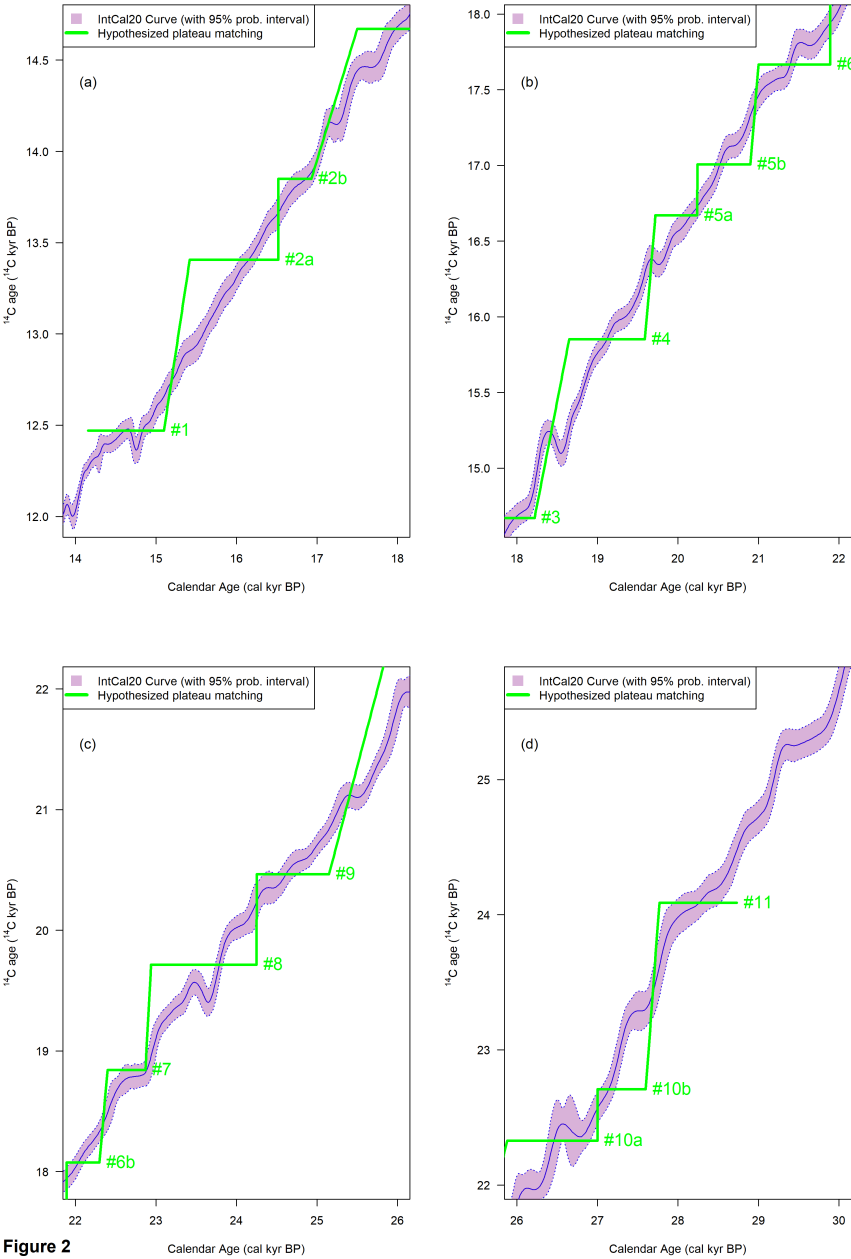 IntCal20 Curve (with 95% prob. interval)
Hypothesized plateau matching
(a)
14.5
14.0
13.5
13.0
12.5
12.0
14C age (14C kyr BP)
#2b
#2a
#1
14 15 16 17 18
Calendar Age (cal kyr BP)
IntCal20 Curve (with 95% prob. interval)
Hypothesized plateau matching
(b)
18.0
17.5
17.0
16.5
16.0
15.5
15.0
14C age (14C kyr BP)
#6
#5b
#5a
#4
#3
18 19 20 21 22
Calendar Age (cal kyr BP)
IntCal20 Curve (with 95% prob. interval)
Hypothesized plateau matching
(c)
22
21
20
19
18
14C age (14C kyr BP)
#9
#8
#7
#6b
22 23 24 25 26
Calendar Age (cal kyr BP)
IntCal20 Curve (with 95% prob. interval)
Hypothesized plateau matching
(d)
25
24
23
22
14C age (14C kyr BP)
#11
#10b
#10a
26 27 28 29 30
Calendar Age (cal kyr BP)
Figure 2